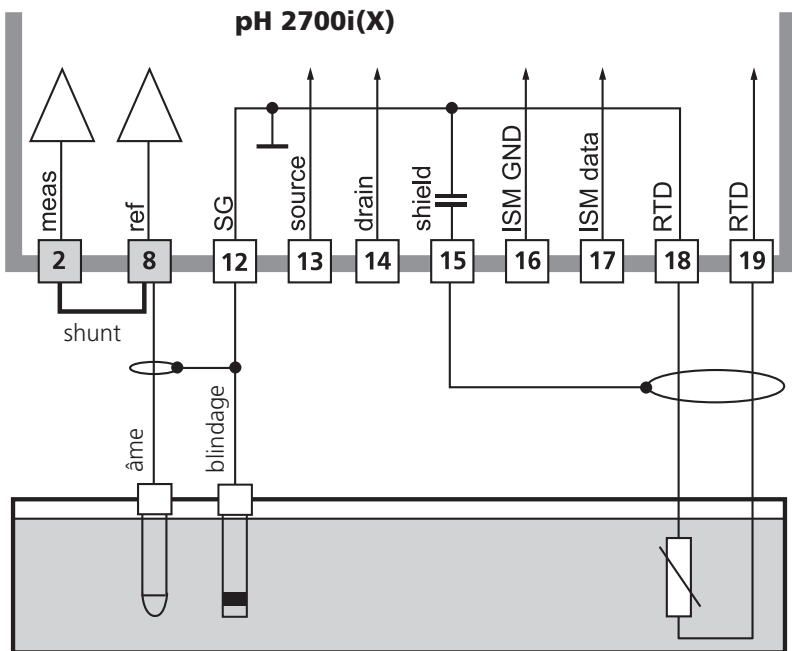 pH 2700i(X)
meas
ref
SG
source
drain
shield
ISM GND
ISM data
RTD
RTD
2
8
12
13
14
15
16
17
18
19
shunt
âme
blindage